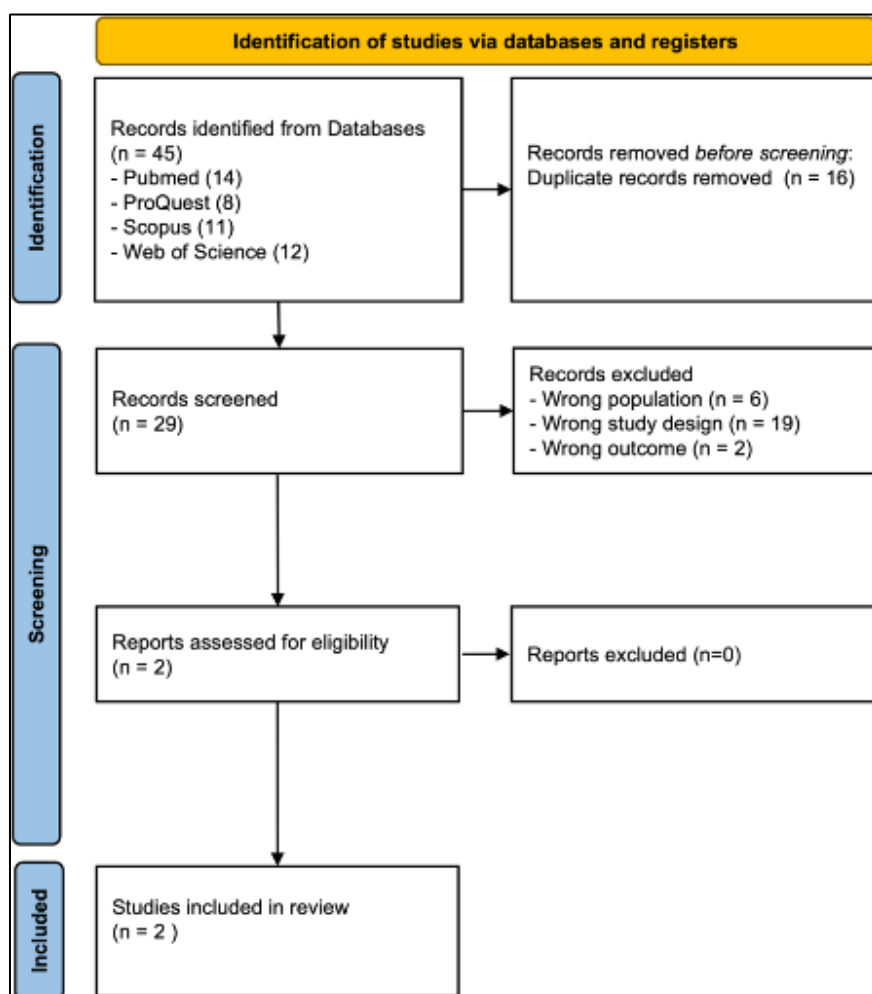 Identification of studies via databases and registers
Identification
Records identified from Databases
(n = 45)
- Pubmed (14)
- ProQuest (8)
- Scopus (11)
- Web of Science (12)
Records removed before screening:
Duplicate records removed (n = 16)
Screening
Records screened
(n = 29)
Records excluded
- Wrong population (n = 6)
- Wrong study design (n = 19)
- Wrong outcome (n = 2)
Reports assessed for eligibility
(n = 2)
Reports excluded (n=0)
Included
Studies included in review
(n = 2 )